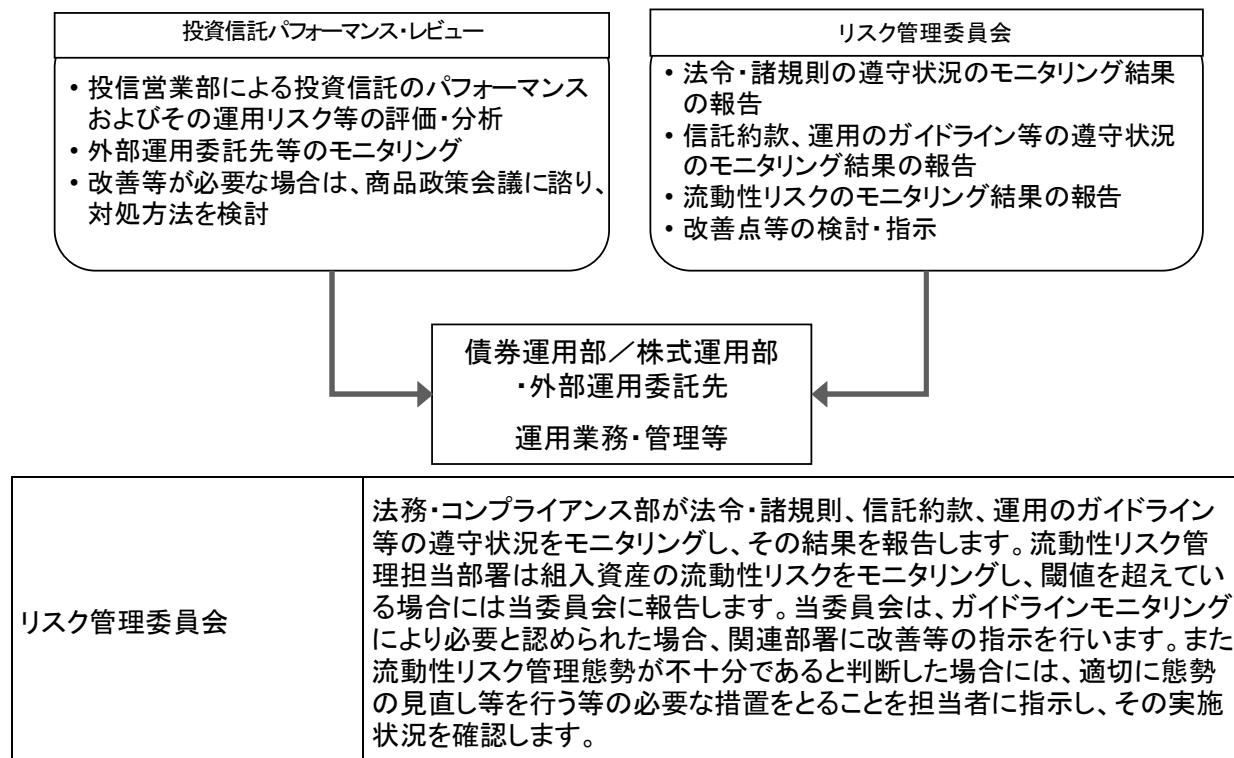 投資信託パフォーマンス・レビュー
• 投信営業部による投資信託のパフォーマンス
およびその運用リスク等の評価・分析
• 外部運用委託先等のモニタリング
• 改善等が必要な場合は、商品政策会議に諮り、
対処方法を検討
リスク管理委員会
• 法令・諸規則の遵守状況のモニタリング結果
の報告
• 信託約款、運用のガイドライン等の遵守状況
のモニタリング結果の報告
• 流動性リスクのモニタリング結果の報告
• 改善点等の検討・指示
債券運用部／株式運用部
・外部運用委託先
運用業務・管理等
リスク管理委員会
法務・コンプライアンス部が法令・諸規則、信託約款、運用のガイドライン
等の遵守状況をモニタリングし、その結果を報告します。流動性リスク管
理担当部署は組入資産の流動性リスクをモニタリングし、閾値を超えてい
る場合には当委員会に報告します。当委員会は、ガイドラインモニタリング
により必要と認められた場合、関連部署に改善等の指示を行います。また
流動性リスク管理態勢が不十分であると判断した場合には、適切に態勢
の見直し等を行う等の必要な措置をとることを担当者に指示し、その実施
状況を確認します。